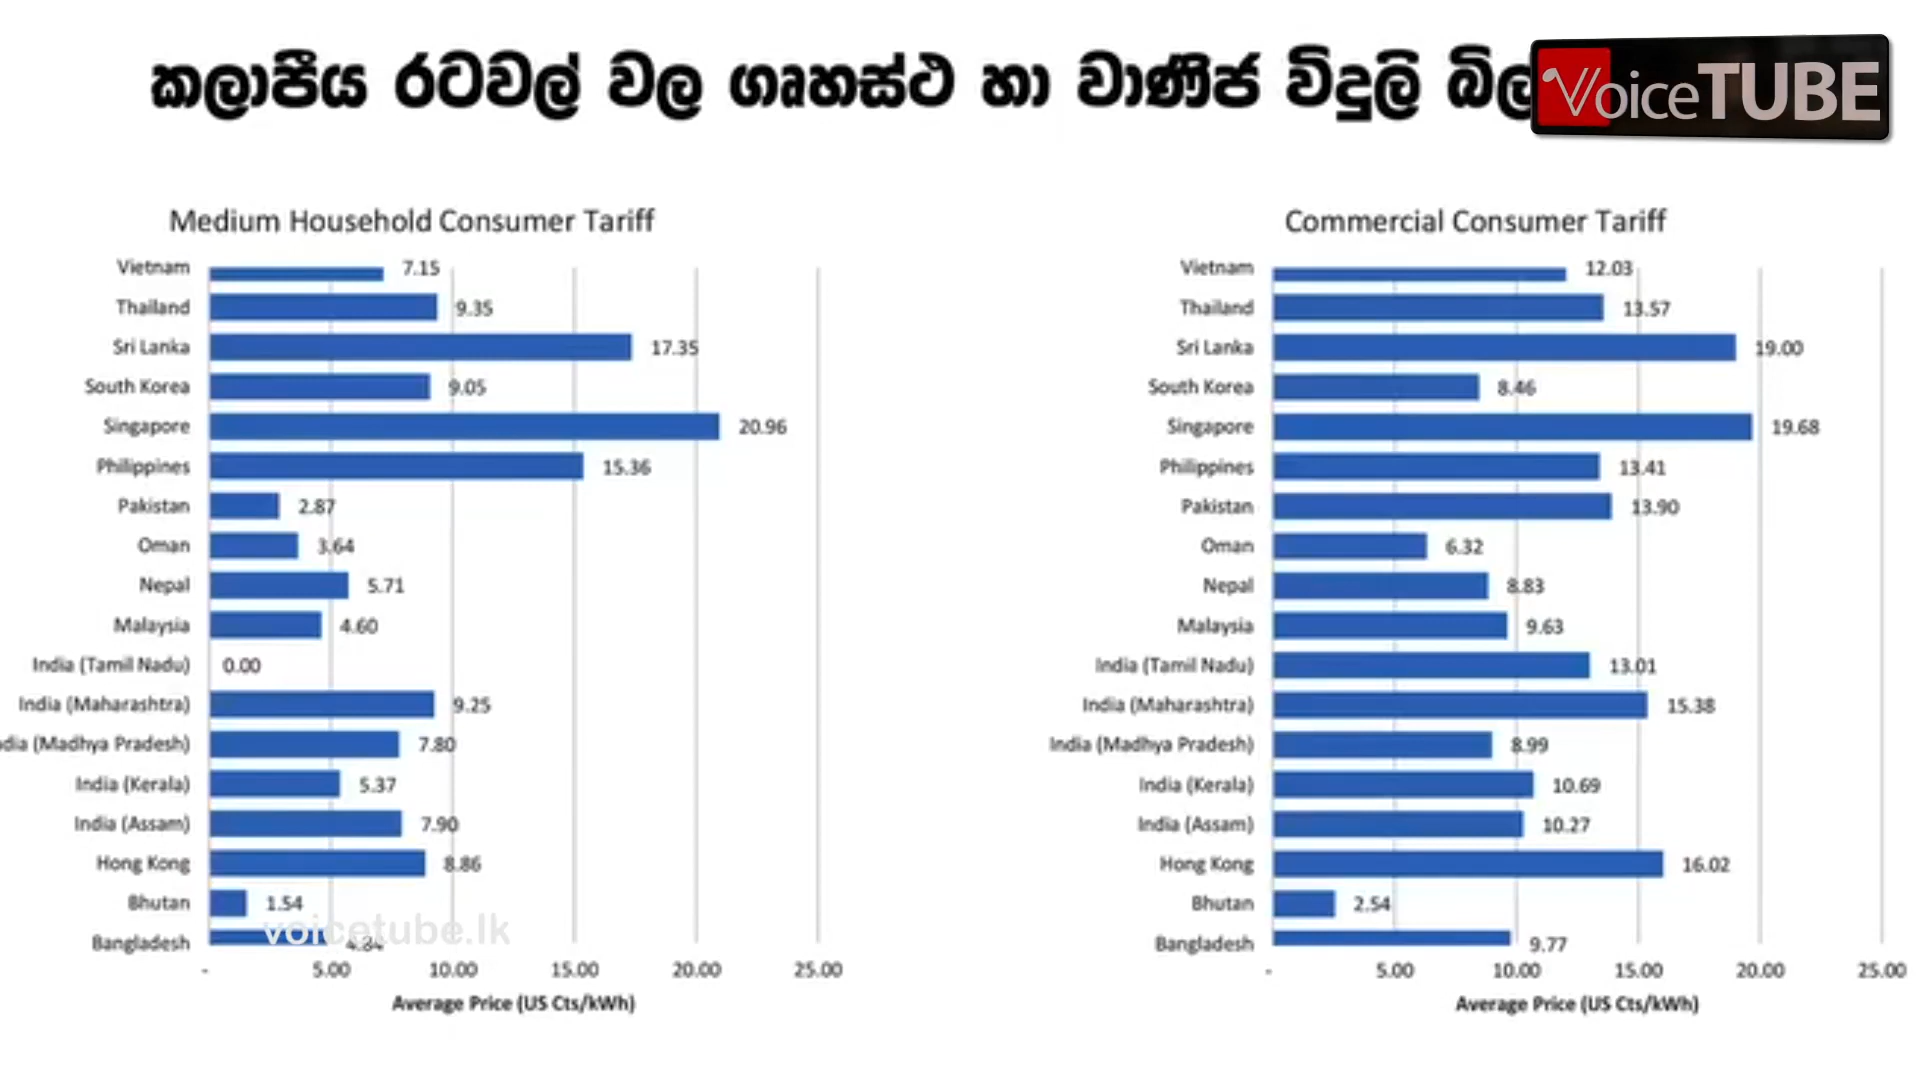 කලාපීය රටවල් වල ගෘහස්ථ හා වාණිජ විදුලි බිල
VoiceTUBE
Medium Household Consumer Tariff
Vietnam 7.15
Thailand 9.35
Sri Lanka 17.35
South Korea 9.05
Singapore 20.96
Philippines 15.36
Pakistan 2.87
Oman 3.64
Nepal 5.71
Malaysia 4.60
India (Tamil Nadu) 0.00
India (Maharashtra) 9.25
dia (Madhya Pradesh) 7.80
India (Kerala) 5.37
India (Assam) 7.90
Hong Kong 8.86
Bhutan 1.54
Bangladesh 4.84
voicetube.lk
- 5.00 10.00 15.00 20.00 25.00
Average Price (US Cts/kWh)
Commercial Consumer Tariff
Vietnam 12.03
Thailand 13.57
Sri Lanka 19.00
South Korea 8.46
Singapore 19.68
Philippines 13.41
Pakistan 13.90
Oman 6.32
Nepal 8.83
Malaysia 9.63
India (Tamil Nadu) 13.01
India (Maharashtra) 15.38
India (Madhya Pradesh) 8.99
India (Kerala) 10.69
India (Assam) 10.27
Hong Kong 16.02
Bhutan 2.54
Bangladesh 9.77
- 5.00 10.00 15.00 20.00 25.00
Average Price (US Cts/kWh)